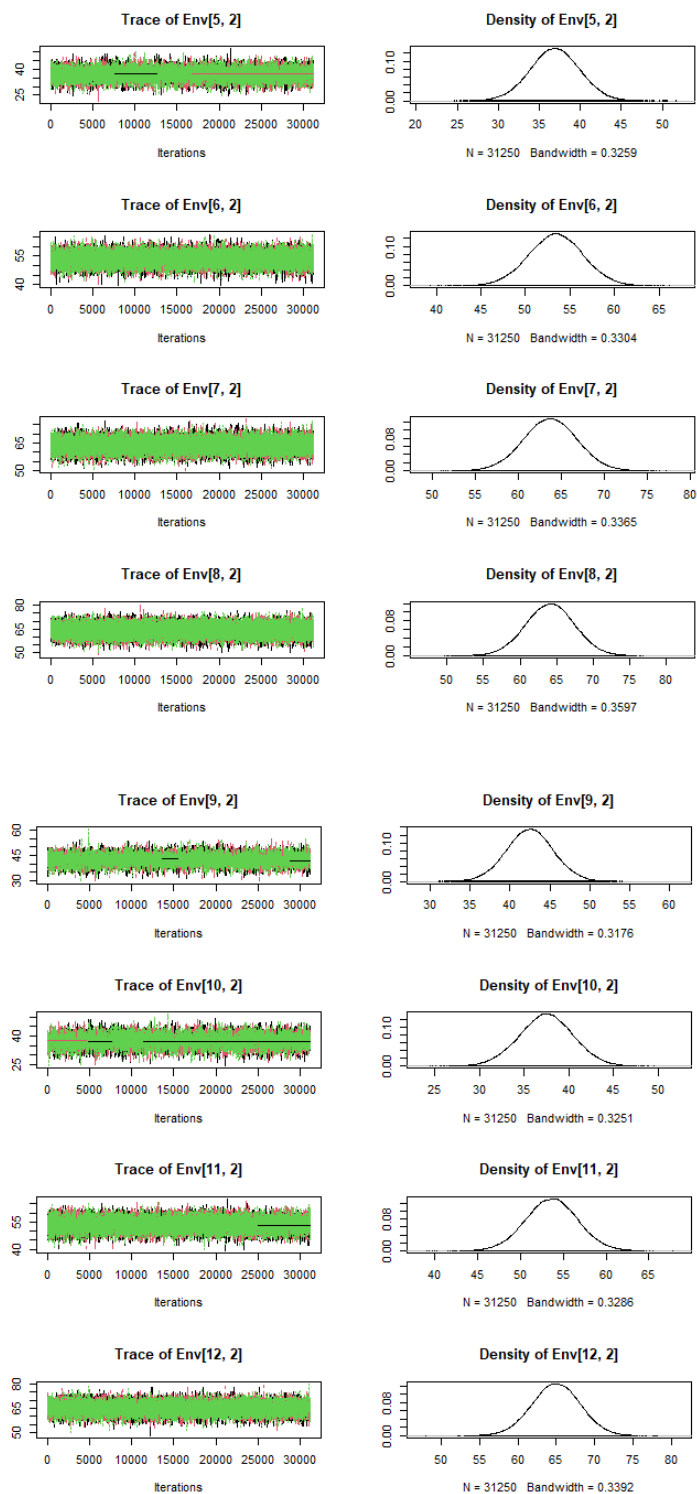 Trace of Env[5, 2]
Density of Env[5, 2]
25 40
0.00 0.10
0 5000 10000 15000 20000 25000 30000
20 25 30 35 40 45 50
Iterations
N = 31250 Bandwidth = 0.3259
Trace of Env[6, 2]
Density of Env[6, 2]
40 55
0.00 0.10
0 5000 10000 15000 20000 25000 30000
40 45 50 55 60 65
Iterations
N = 31250 Bandwidth = 0.3304
Trace of Env[7, 2]
Density of Env[7, 2]
50 65
0.00 0.08
0 5000 10000 15000 20000 25000 30000
50 55 60 65 70 75 80
Iterations
N = 31250 Bandwidth = 0.3365
Trace of Env[8, 2]
Density of Env[8, 2]
50 65 80
0.00 0.08
0 5000 10000 15000 20000 25000 30000
50 55 60 65 70 75 80
Iterations
N = 31250 Bandwidth = 0.3597
Trace of Env[9, 2]
Density of Env[9, 2]
30 45 60
0.00 0.10
0 5000 10000 15000 20000 25000 30000
30 35 40 45 50 55 60
Iterations
N = 31250 Bandwidth = 0.3176
Trace of Env[10, 2]
Density of Env[10, 2]
25 40
0.00 0.10
0 5000 10000 15000 20000 25000 30000
25 30 35 40 45 50
Iterations
N = 31250 Bandwidth = 0.3251
Trace of Env[11, 2]
Density of Env[11, 2]
40 55
0.00 0.08
0 5000 10000 15000 20000 25000 30000
40 45 50 55 60 65
Iterations
N = 31250 Bandwidth = 0.3286
Trace of Env[12, 2]
Density of Env[12, 2]
50 65 80
0.00 0.08
0 5000 10000 15000 20000 25000 30000
45 50 55 60 65 70 75 80
Iterations
N = 31250 Bandwidth = 0.3392